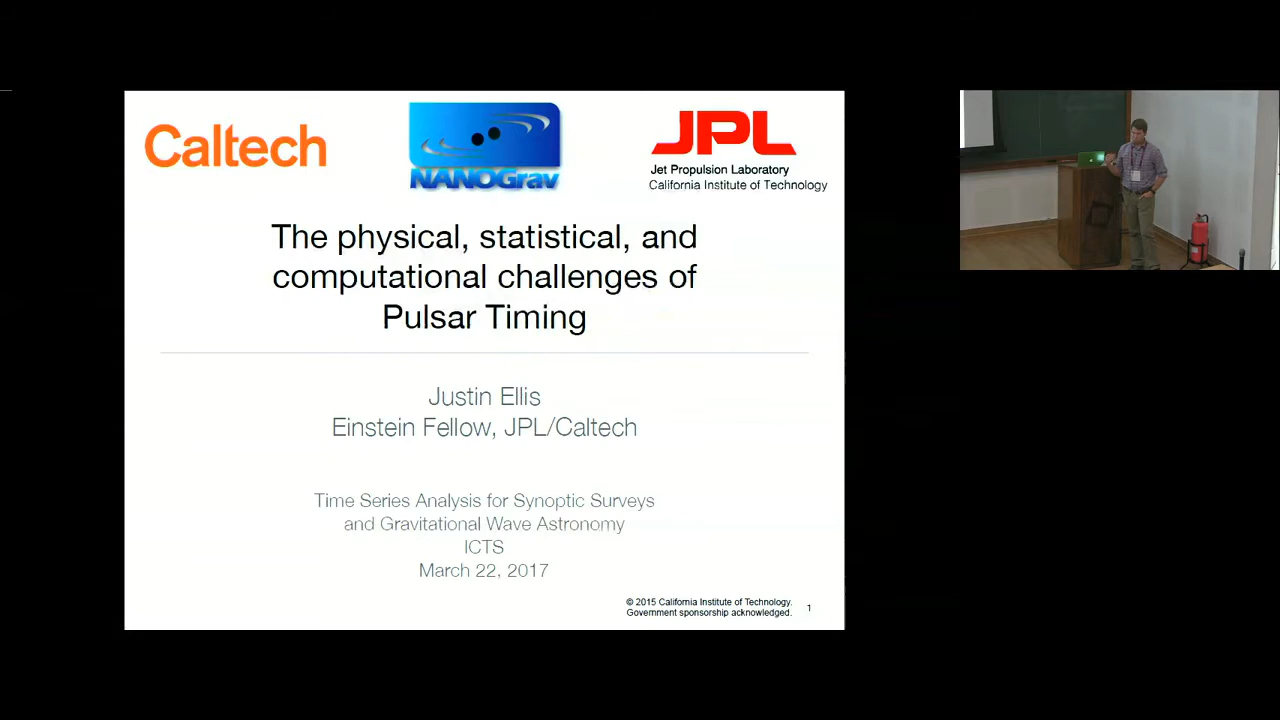 Caltech
NANOGrav
JPL
Jet Propulsion Laboratory
California Institute of Technology
The physical, statistical, and
computational challenges of
Pulsar Timing
Justin Ellis
Einstein Fellow, JPL/Caltech
Time Series Analysis for Synoptic Surveys
and Gravitational Wave Astronomy
ICTS
March 22, 2017
© 2015 California Institute of Technology.
Government sponsorship acknowledged.
1